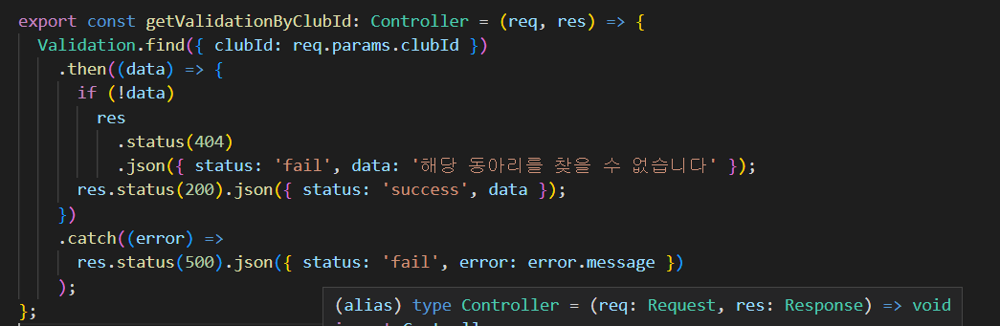 export const getValidationByClubId: Controller = (req, res) => {
  Validation.find({ clubId: req.params.clubId })
    .then((data) => {
      if (!data)
        res
          .status(404)
          .json({ status: 'fail', data: '해당 동아리를 찾을 수 없습니다' });
      res.status(200).json({ status: 'success', data });
    })
    .catch((error) =>
      res.status(500).json({ status: 'fail', error: error.message })
    );
};
(alias) type Controller = (req: Request, res: Response) => void